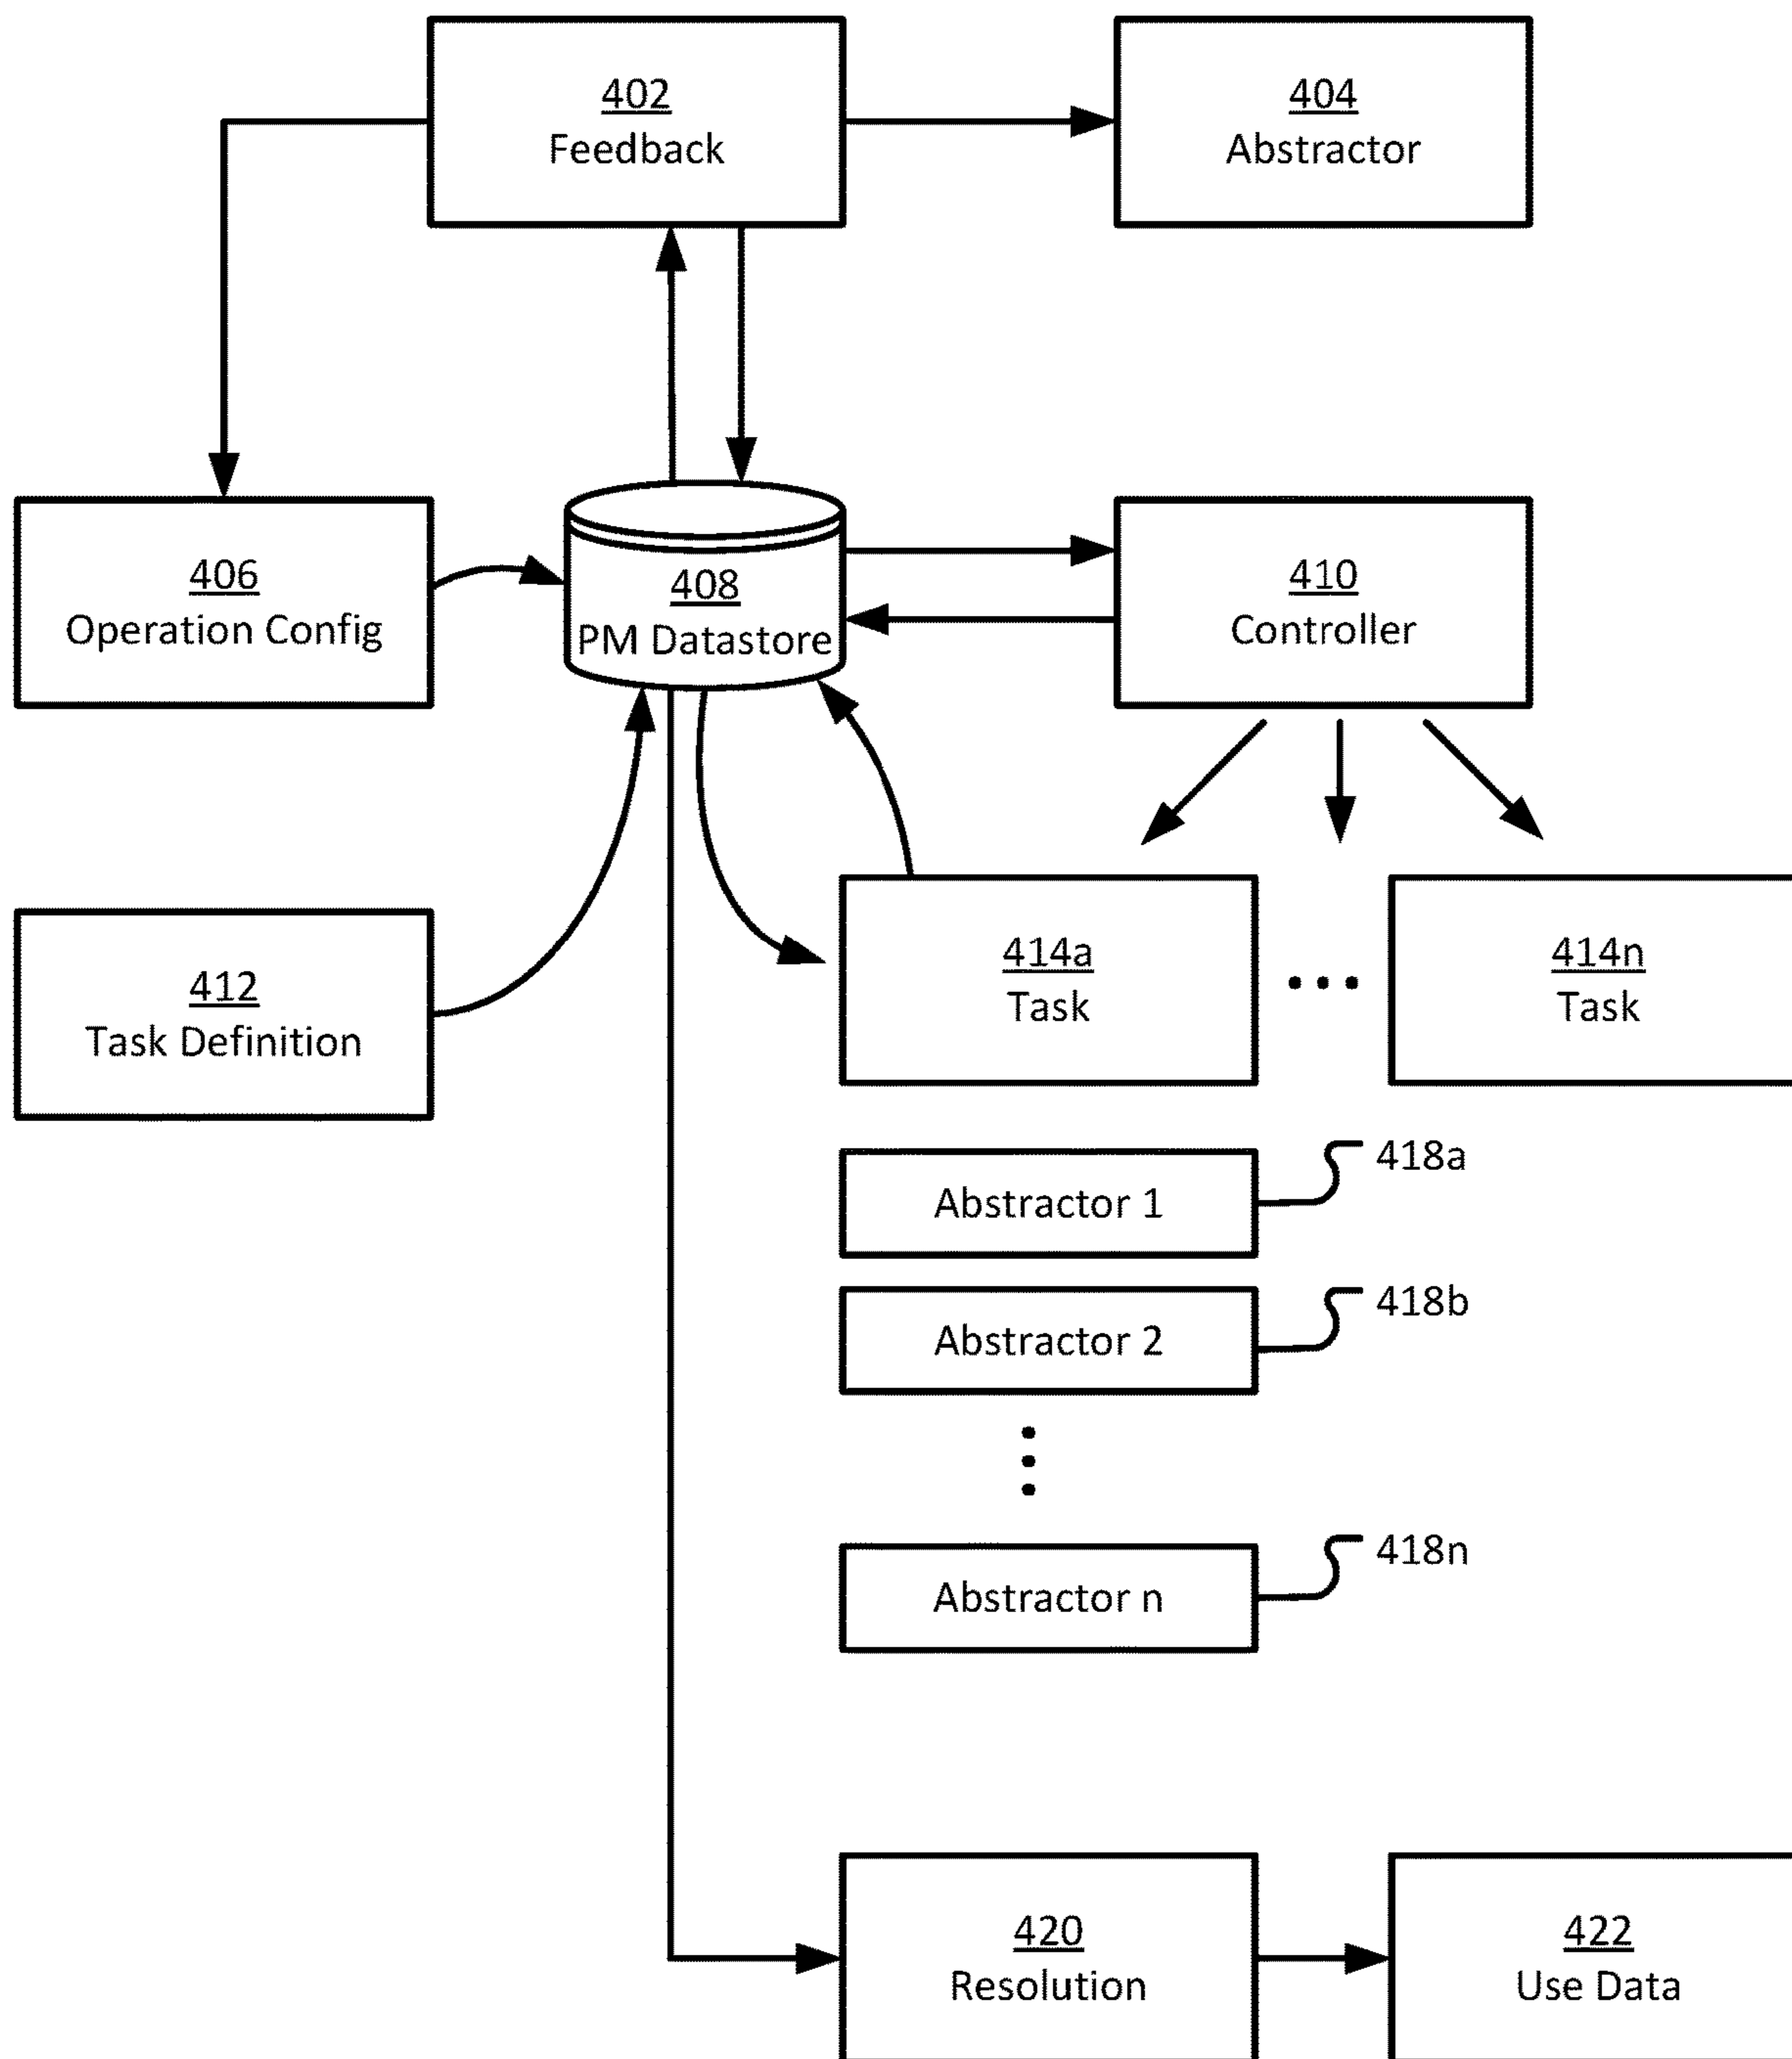 402
Feedback
404
Abstractor
406
Operation Config
408
PM Datastore
410
Controller
412
Task Definition
414a
Task
414n
Task
Abstractor 1
418a
Abstractor 2
418b
Abstractor n
418n
420
Resolution
422
Use Data